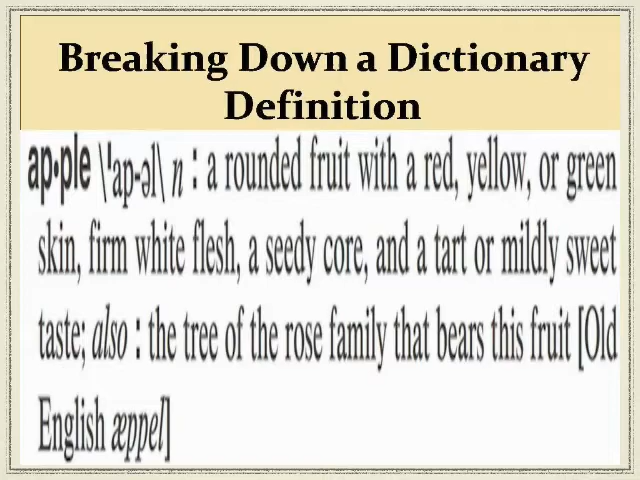 Breaking Down a Dictionary
Definition
ap•ple \ˈap-əl\ n : a rounded fruit with a red, yellow, or green
skin, firm white flesh, a seedy core, and a tart or mildly sweet
taste; also : the tree of the rose family that bears this fruit [Old
English æppel]